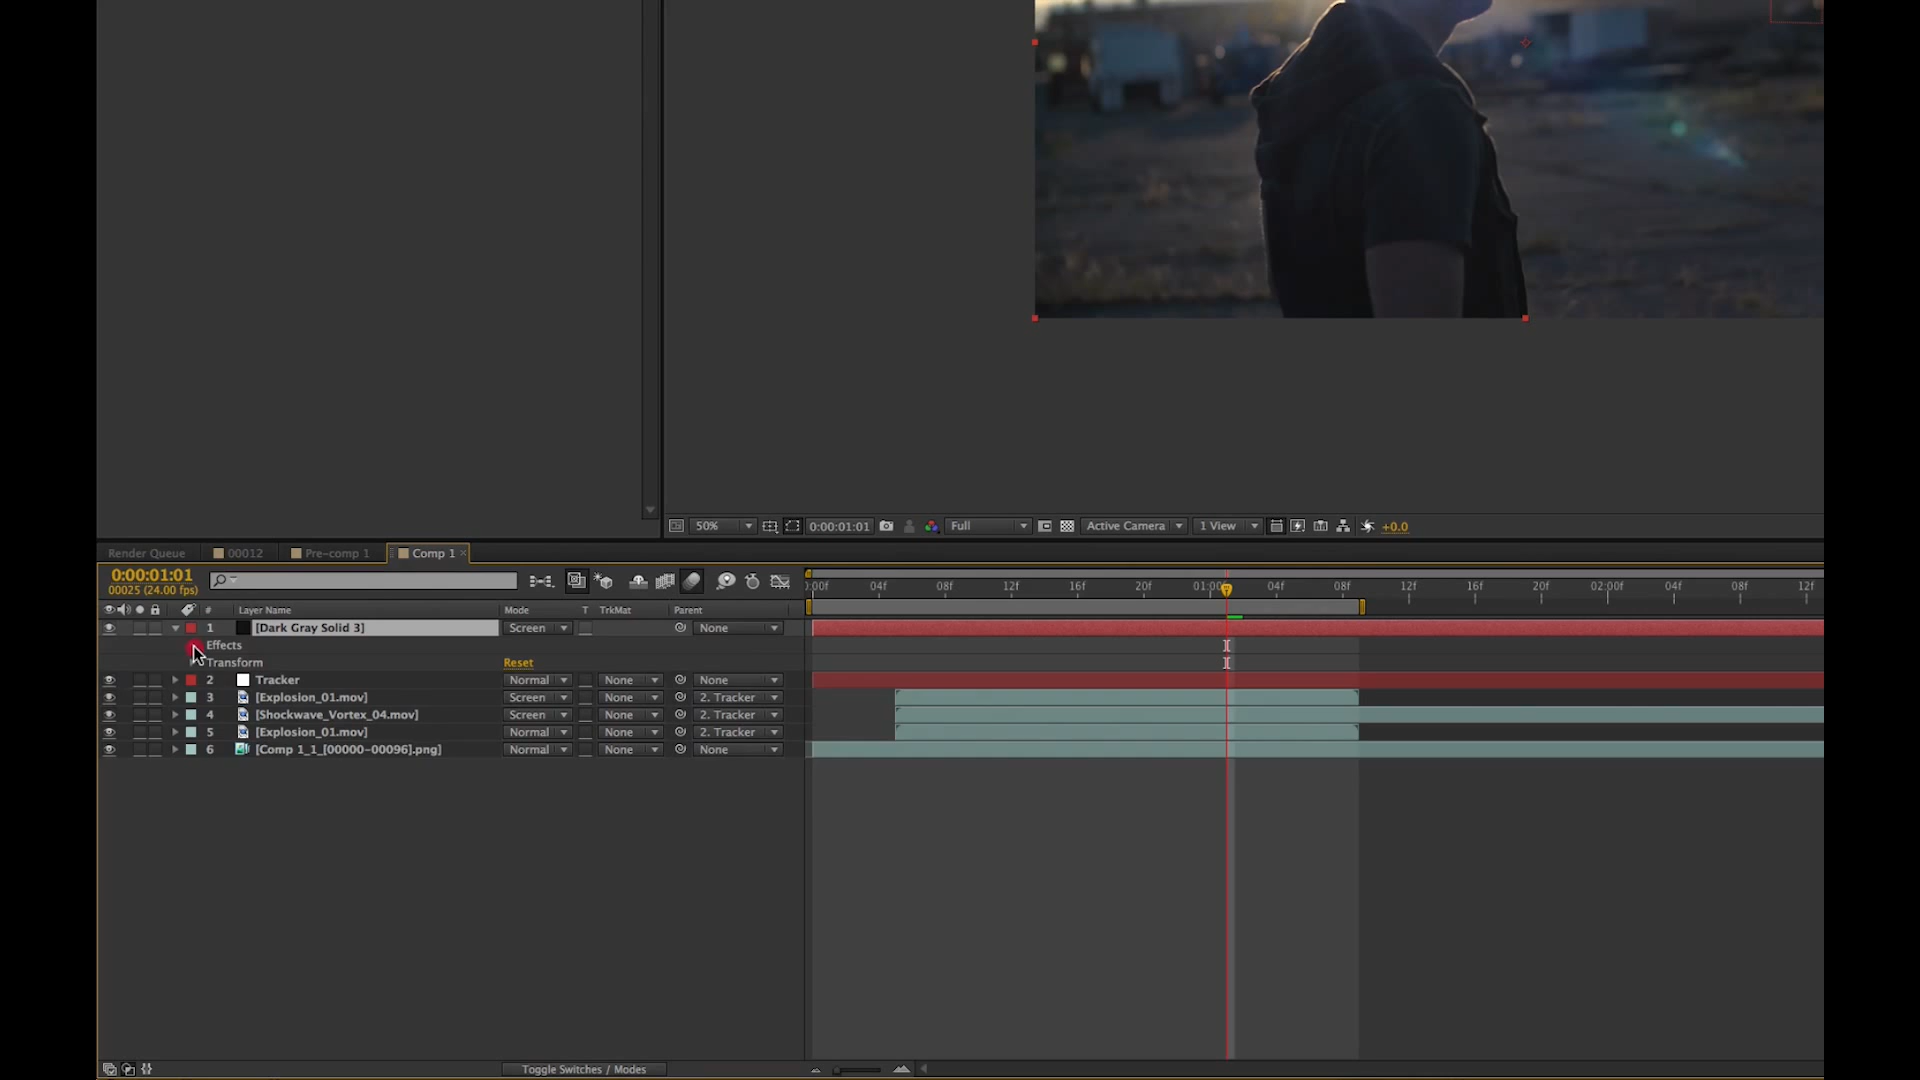 50%
0:00:01:01
Full
Active Camera
1 View
+0.0
Render Queue
00012
Pre-comp 1
Comp 1
0:00:01:01
00025 (24.00 fps)
:00f 04f 08f 12f 16f 20f 01:00f 04f 08f 12f 16f 20f 02:00f 04f 08f 12f
# Layer Name Mode T TrkMat Parent
1 [Dark Gray Solid 3] Screen None
Effects
Transform Reset
2 Tracker Normal None None
3 [Explosion_01.mov] Screen None 2. Tracker
4 [Shockwave_Vortex_04.mov] Screen None 2. Tracker
5 [Explosion_01.mov] Normal None 2. Tracker
6 [Comp 1_1_[00000-00096].png] Normal None None
Toggle Switches / Modes